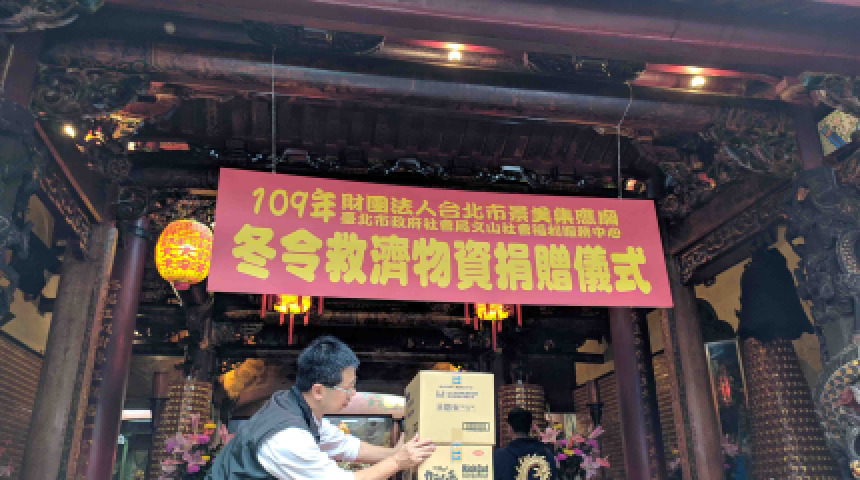 109年財團法人台北市景美集應廟
臺北市政府社會局文山社會福利服務中心
冬令救濟物資捐贈儀式